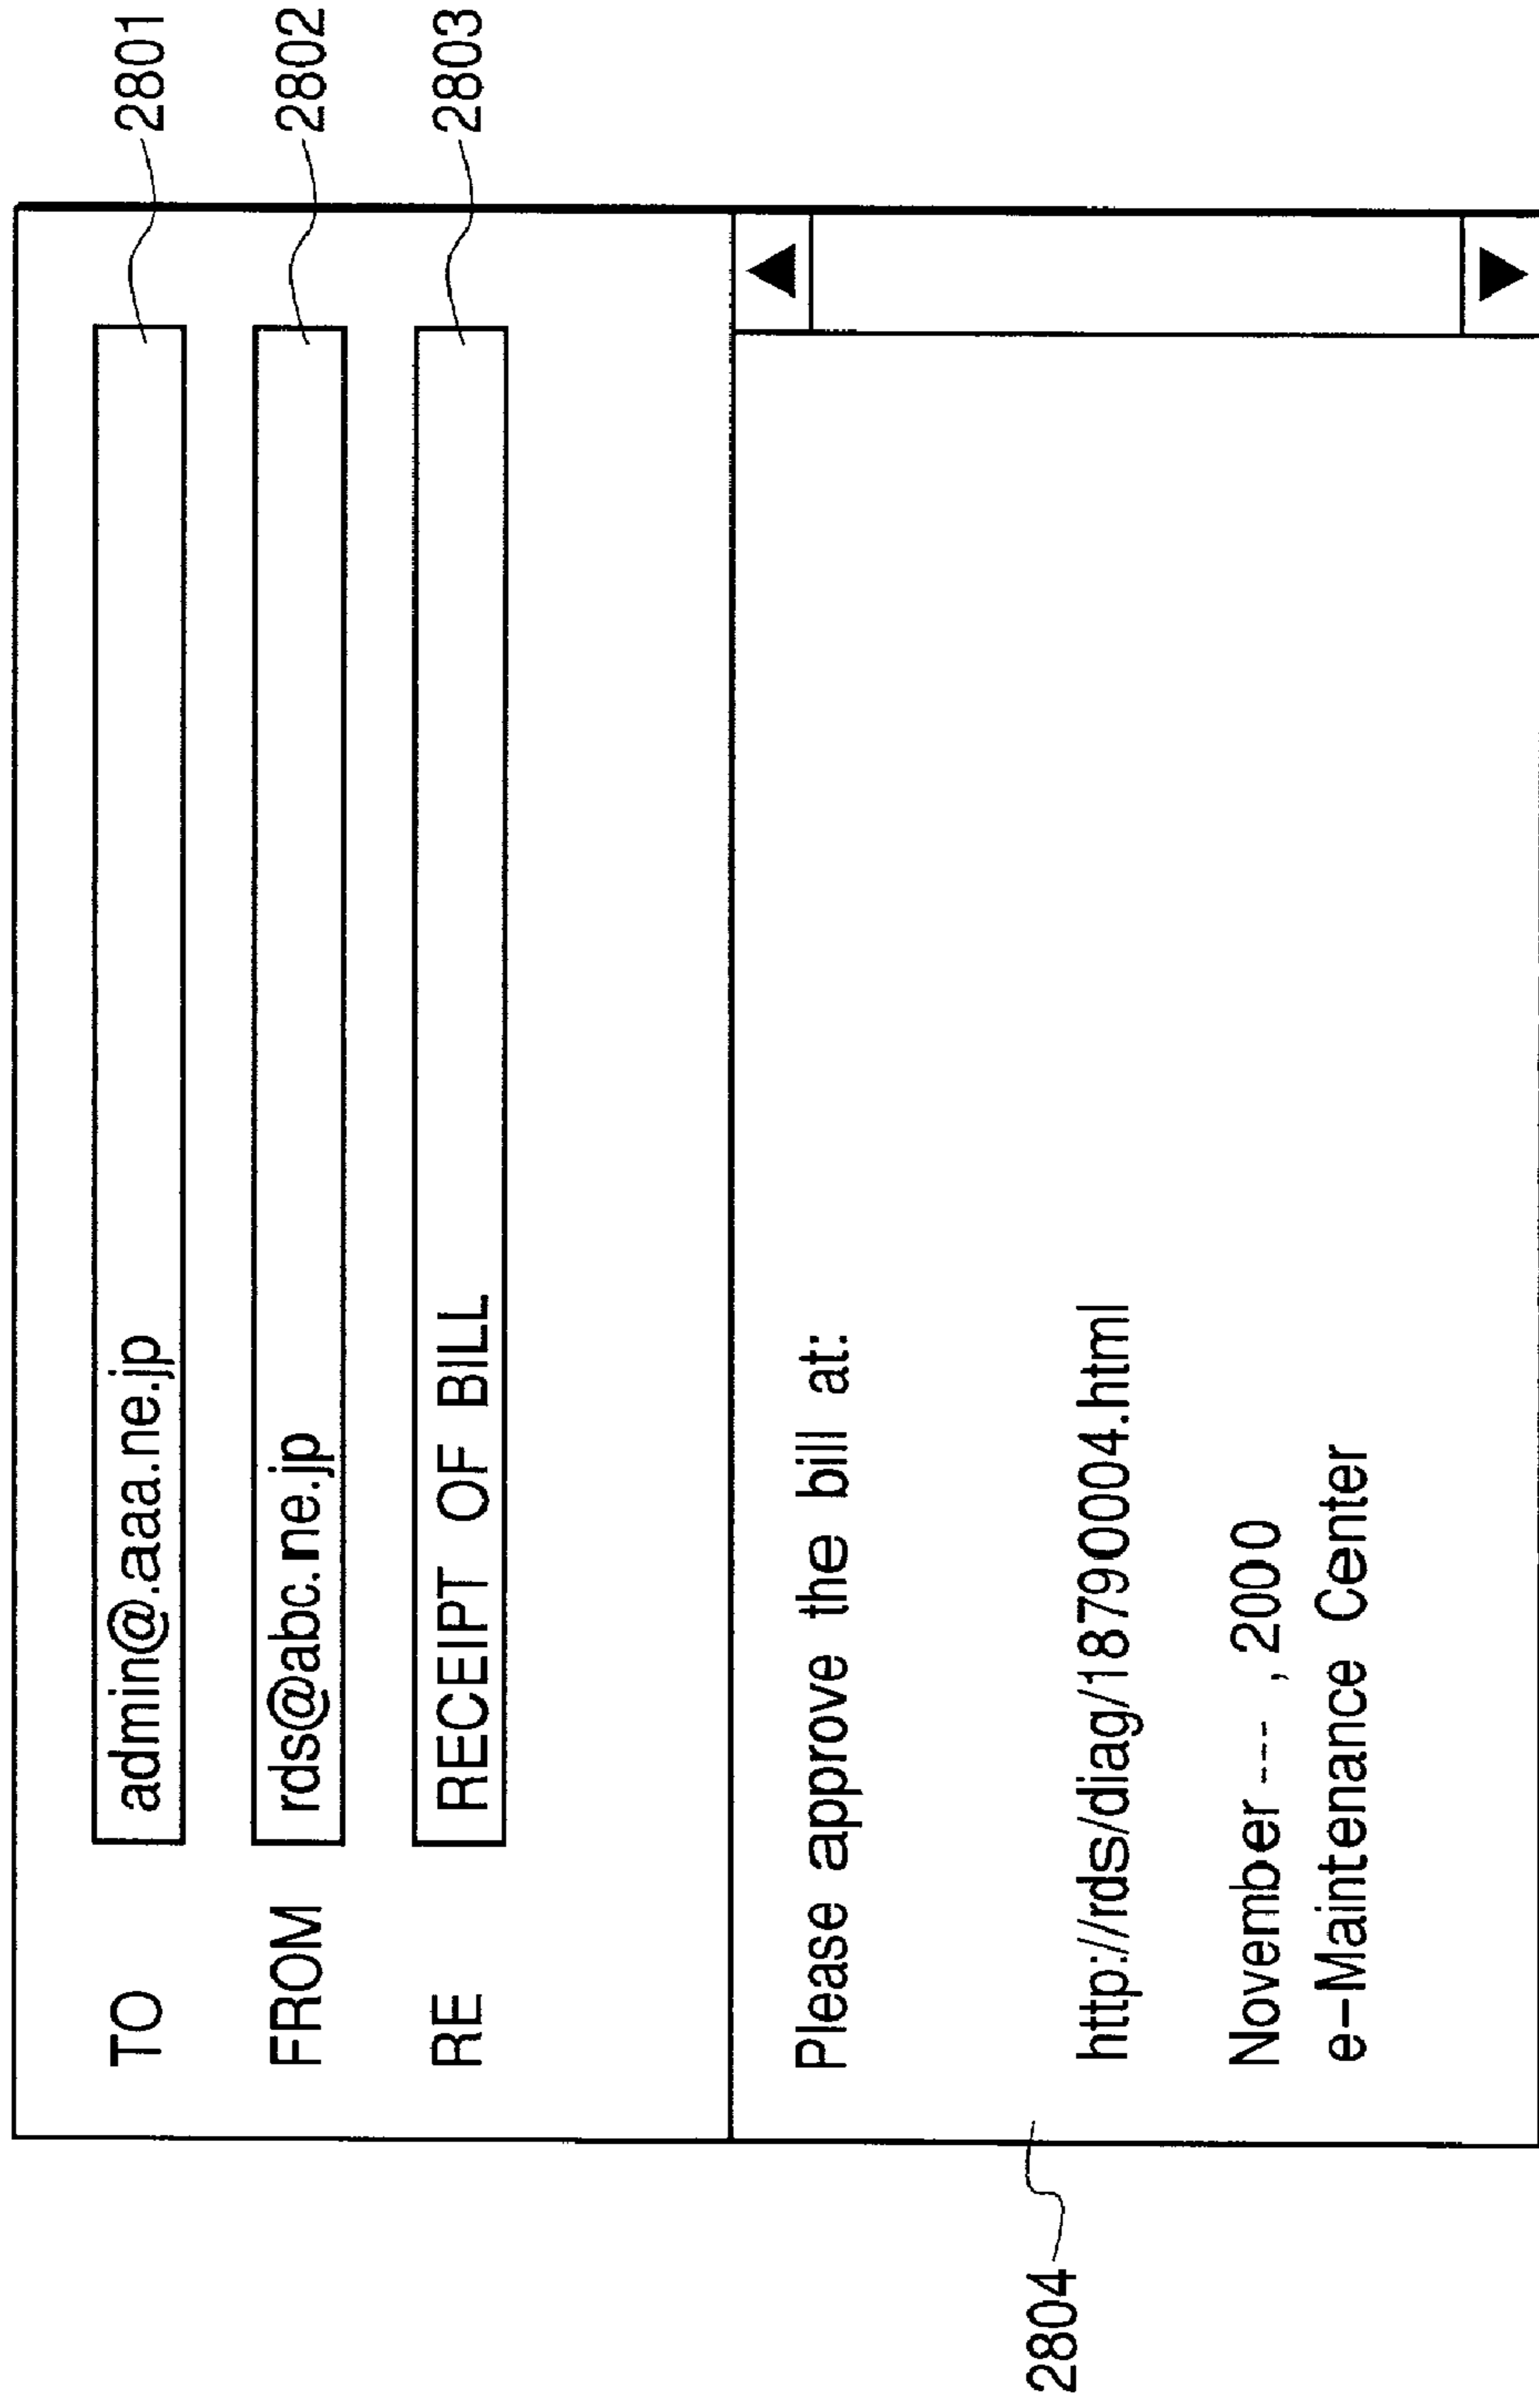 TO admin@.aaa.ne.jp 2801
FROM rds@abc.ne.jp 2802
RE RECEIPT OF BILL 2803
Please approve the bill at:
2804
http://rds/diag/18790004.html
November --- , 2000
e-Maintenance Center